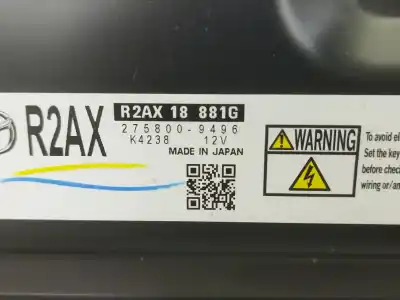 R2AX
R2AX 18 881G
275800-9496
K4238 12V
MADE IN JAPAN
WARNING
To avoid el
Set the key
before chec
wiring or/an